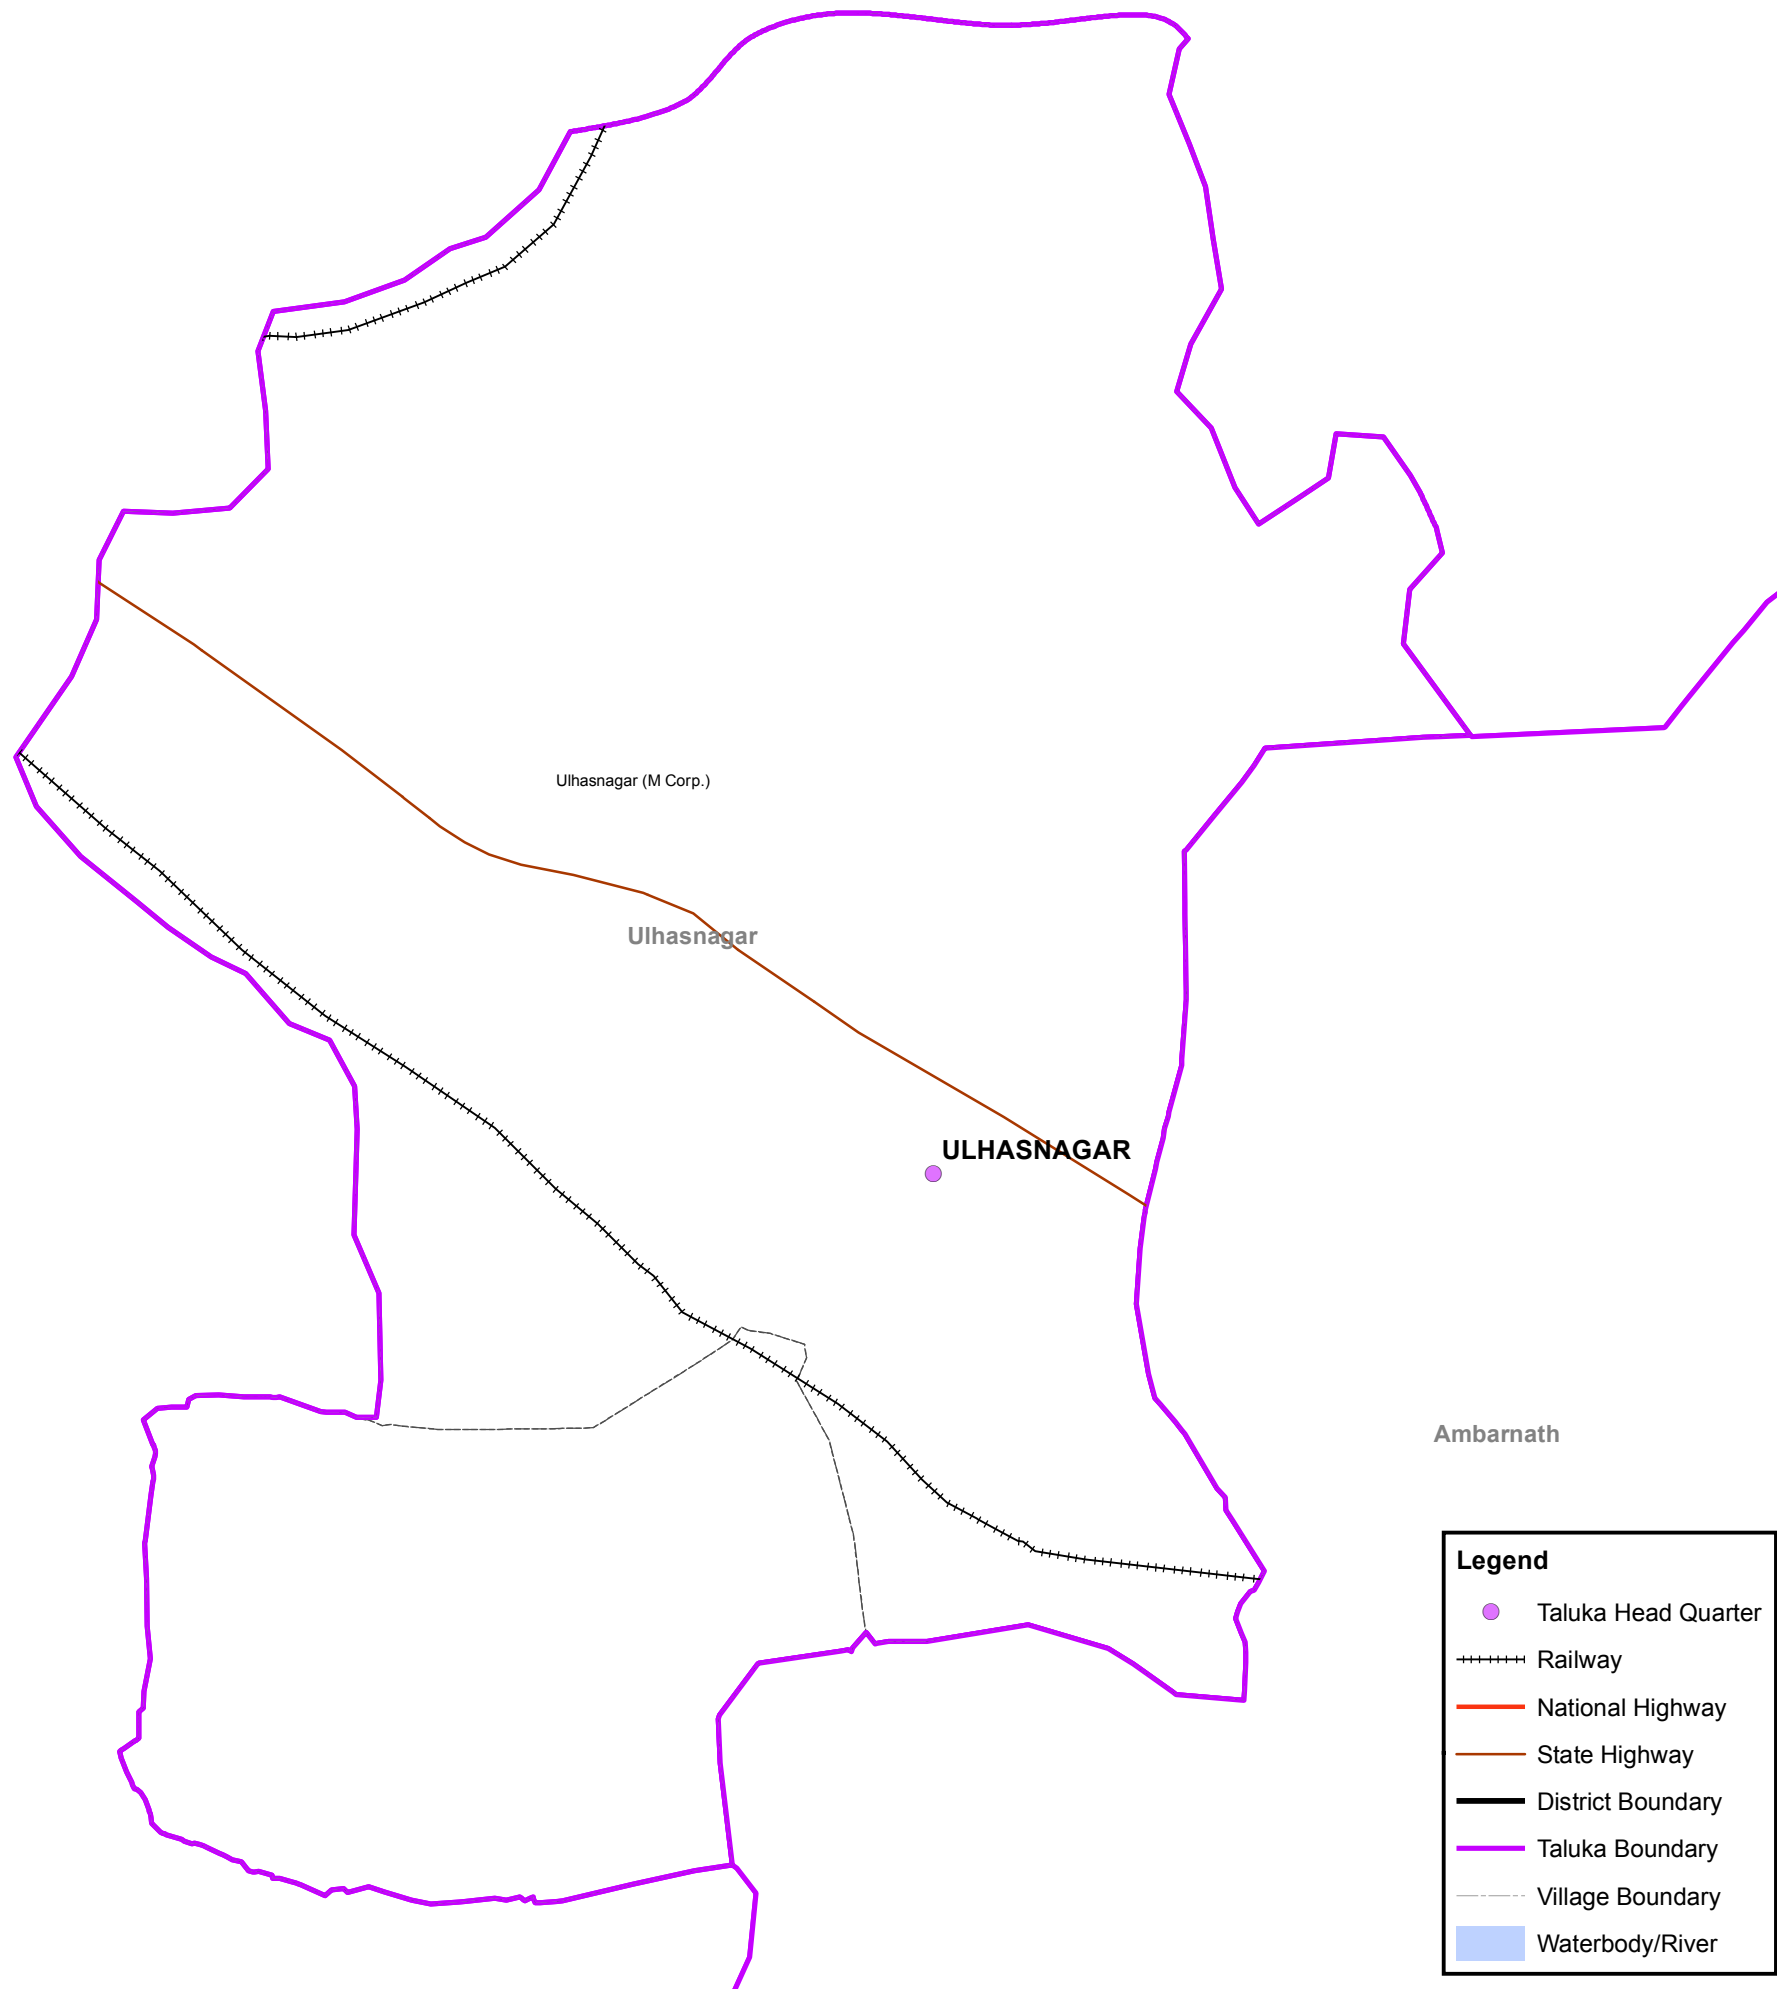 Ulhasnagar (M Corp.)
Ulhasnagar
ULHASNAGAR
Ambarnath
Legend
Taluka Head Quarter
Railway
National Highway
State Highway
District Boundary
Taluka Boundary
Village Boundary
Waterbody/River